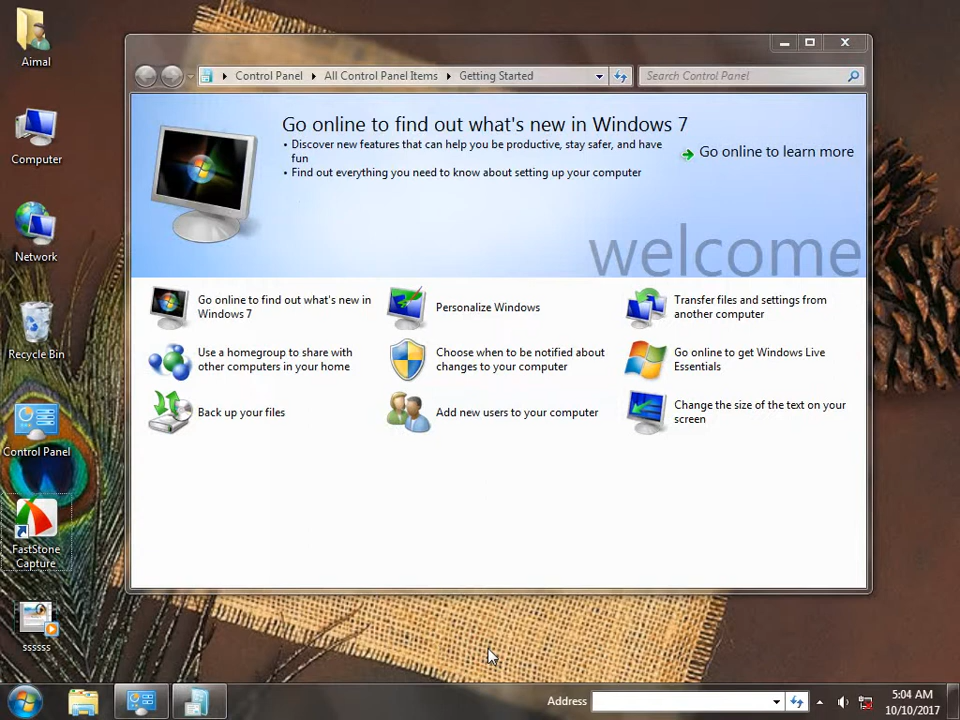 Aimal
Computer
Network
Recycle Bin
Control Panel
FastStone
Capture
ssssss
Control Panel
All Control Panel Items
Getting Started
Search Control Panel
Go online to find out what's new in Windows 7
• Discover new features that can help you be productive, stay safer, and have
fun
• Find out everything you need to know about setting up your computer
Go online to learn more
welcome
Go online to find out what's new in
Windows 7
Personalize Windows
Transfer files and settings from
another computer
Use a homegroup to share with
other computers in your home
Choose when to be notified about
changes to your computer
Go online to get Windows Live
Essentials
Back up your files
Add new users to your computer
Change the size of the text on your
screen
Address
5:04 AM
10/10/2017